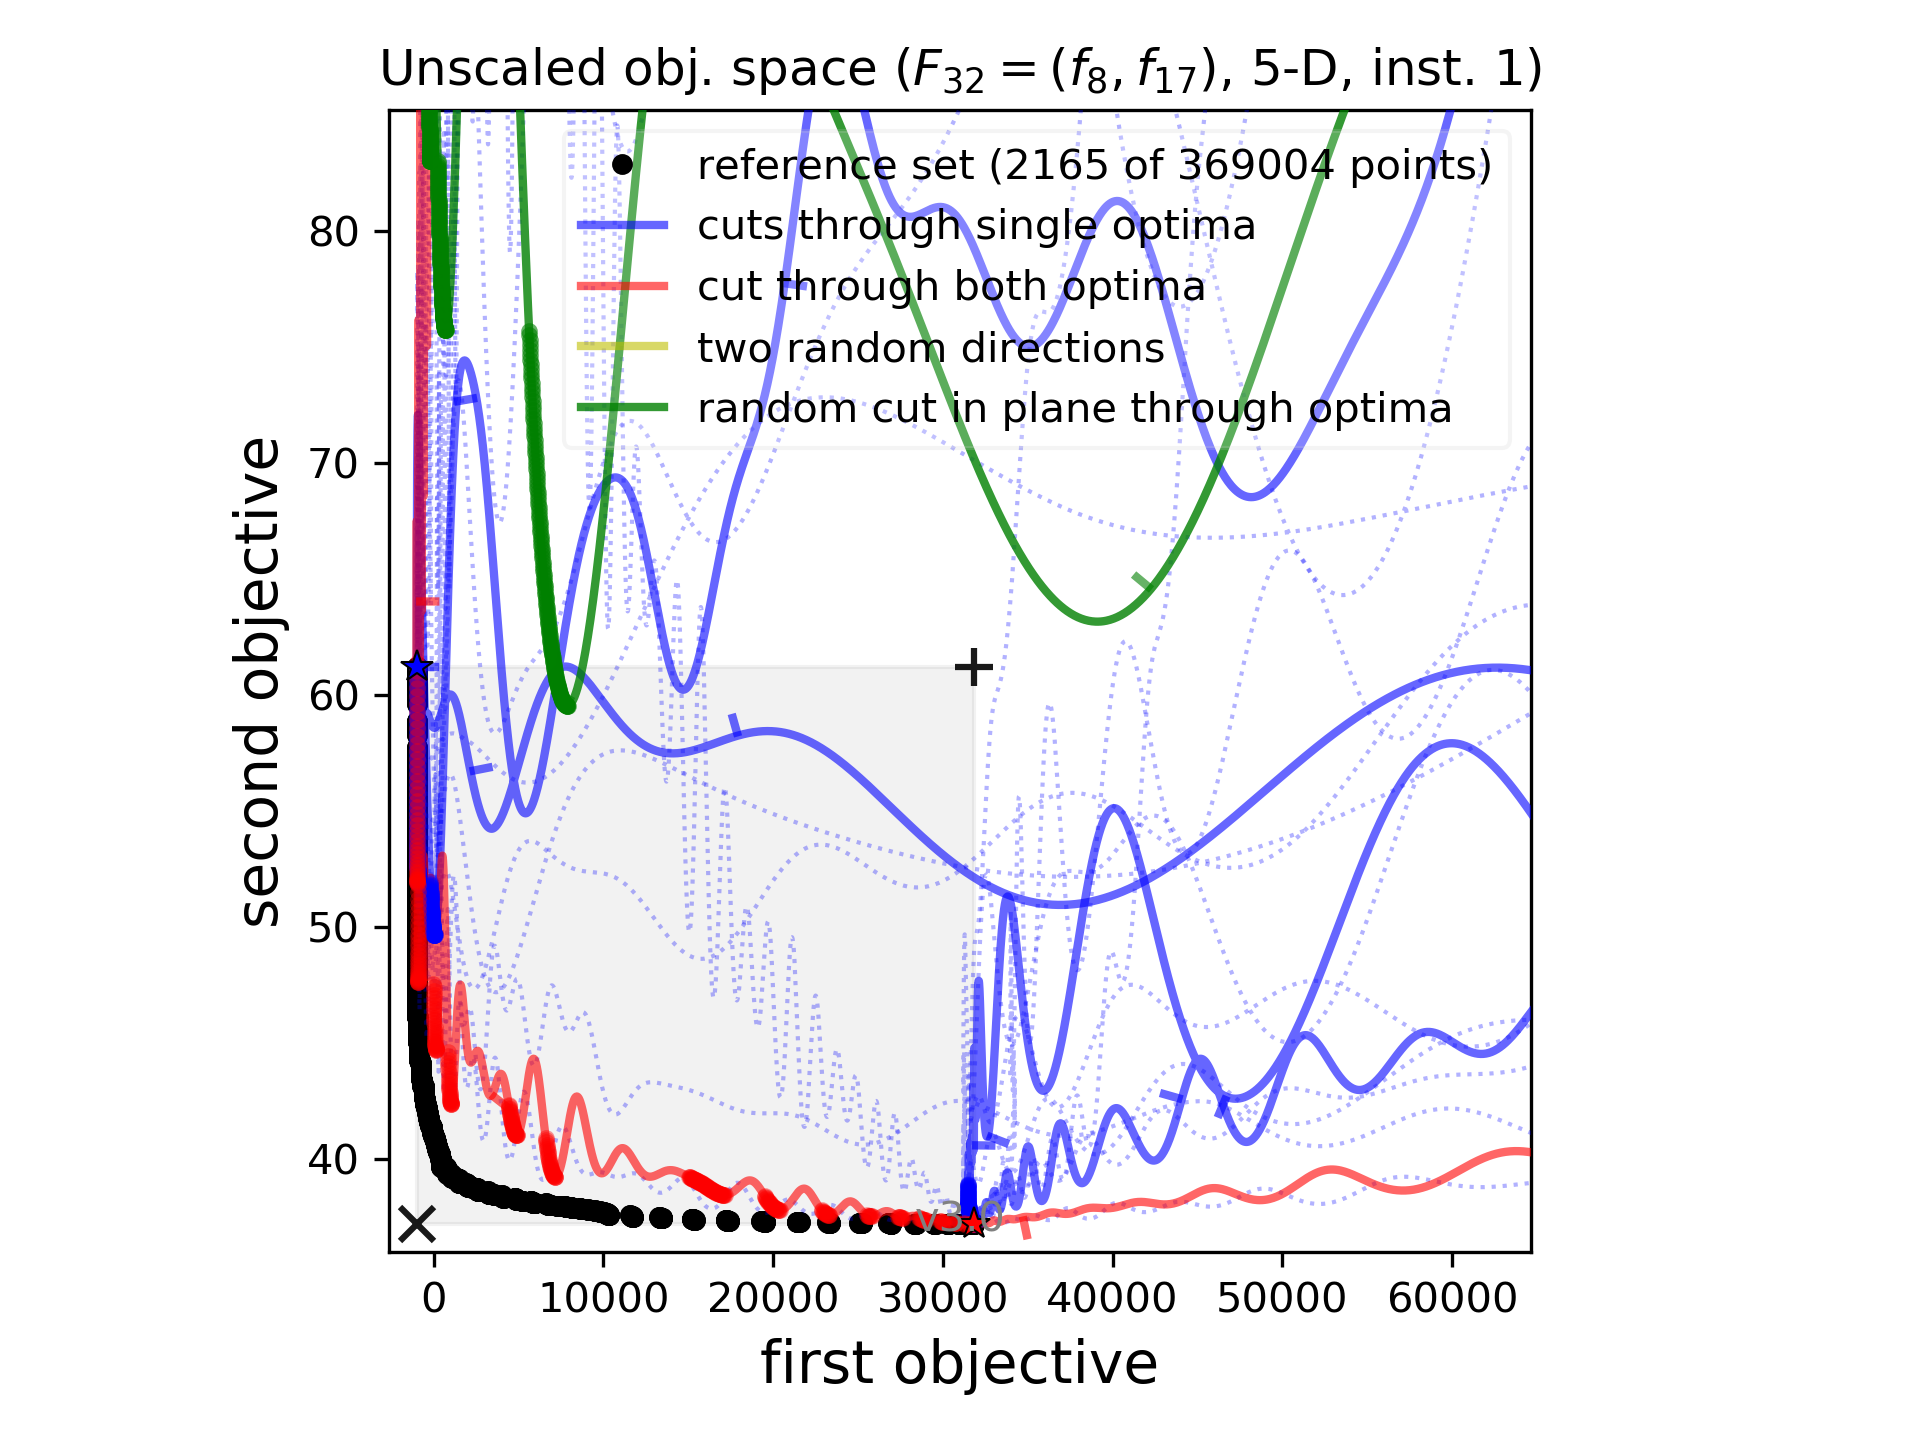 Unscaled obj. space (F32 = (f8, f17), 5-D, inst. 1)
reference set (2165 of 369004 points)
cuts through single optima
cut through both optima
two random directions
random cut in plane through optima
second objective
80
70
60
50
40
v3.0
0 10000 20000 30000 40000 50000 60000
first objective